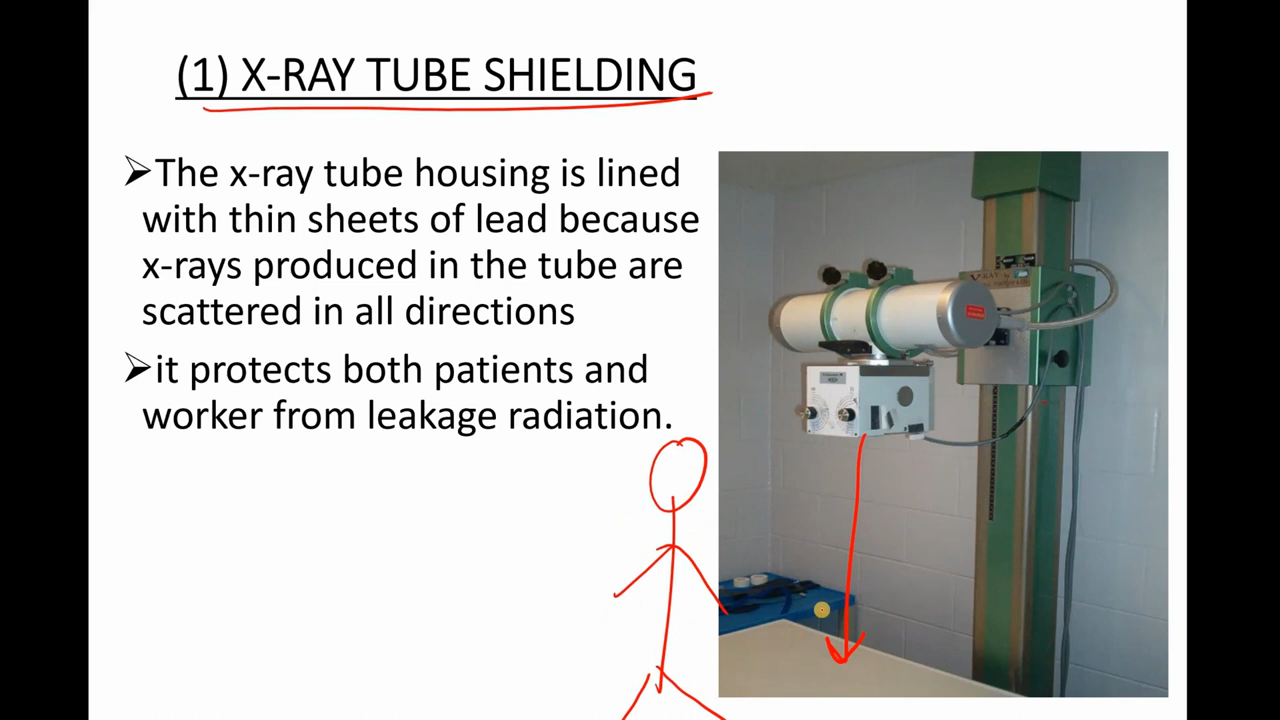 (1) X-RAY TUBE SHIELDING
➢The x-ray tube housing is lined
with thin sheets of lead because
x-rays produced in the tube are
scattered in all directions
➢it protects both patients and
worker from leakage radiation.
X-RAY